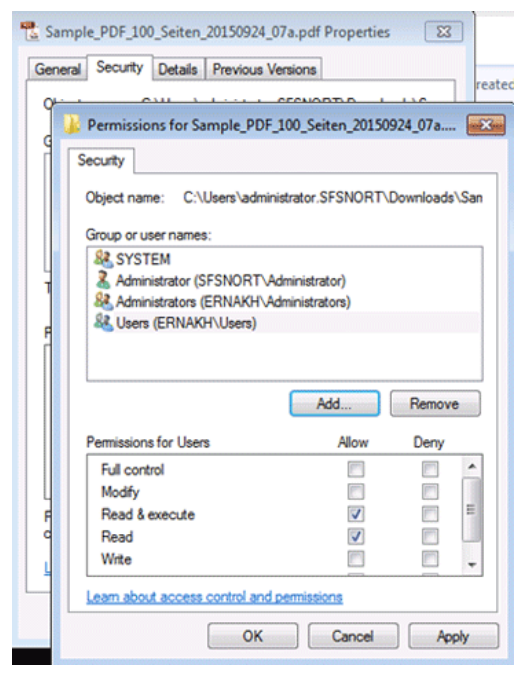 Sample_PDF_100_Seiten_20150924_07a.pdf Properties
General Security Details Previous Versions
reated
Permissions for Sample_PDF_100_Seiten_20150924_07a....
Security
Object name: C:\Users\administrator.SFSNORT\Downloads\San
Group or user names:
SYSTEM
Administrator (SFSNORT\Administrator)
Administrators (ERNAKH\Administrators)
Users (ERNAKH\Users)
Add... Remove
Permissions for Users Allow Deny
Full control
Modify
Read & execute
Read
Write
Learn about access control and permissions
OK Cancel Apply